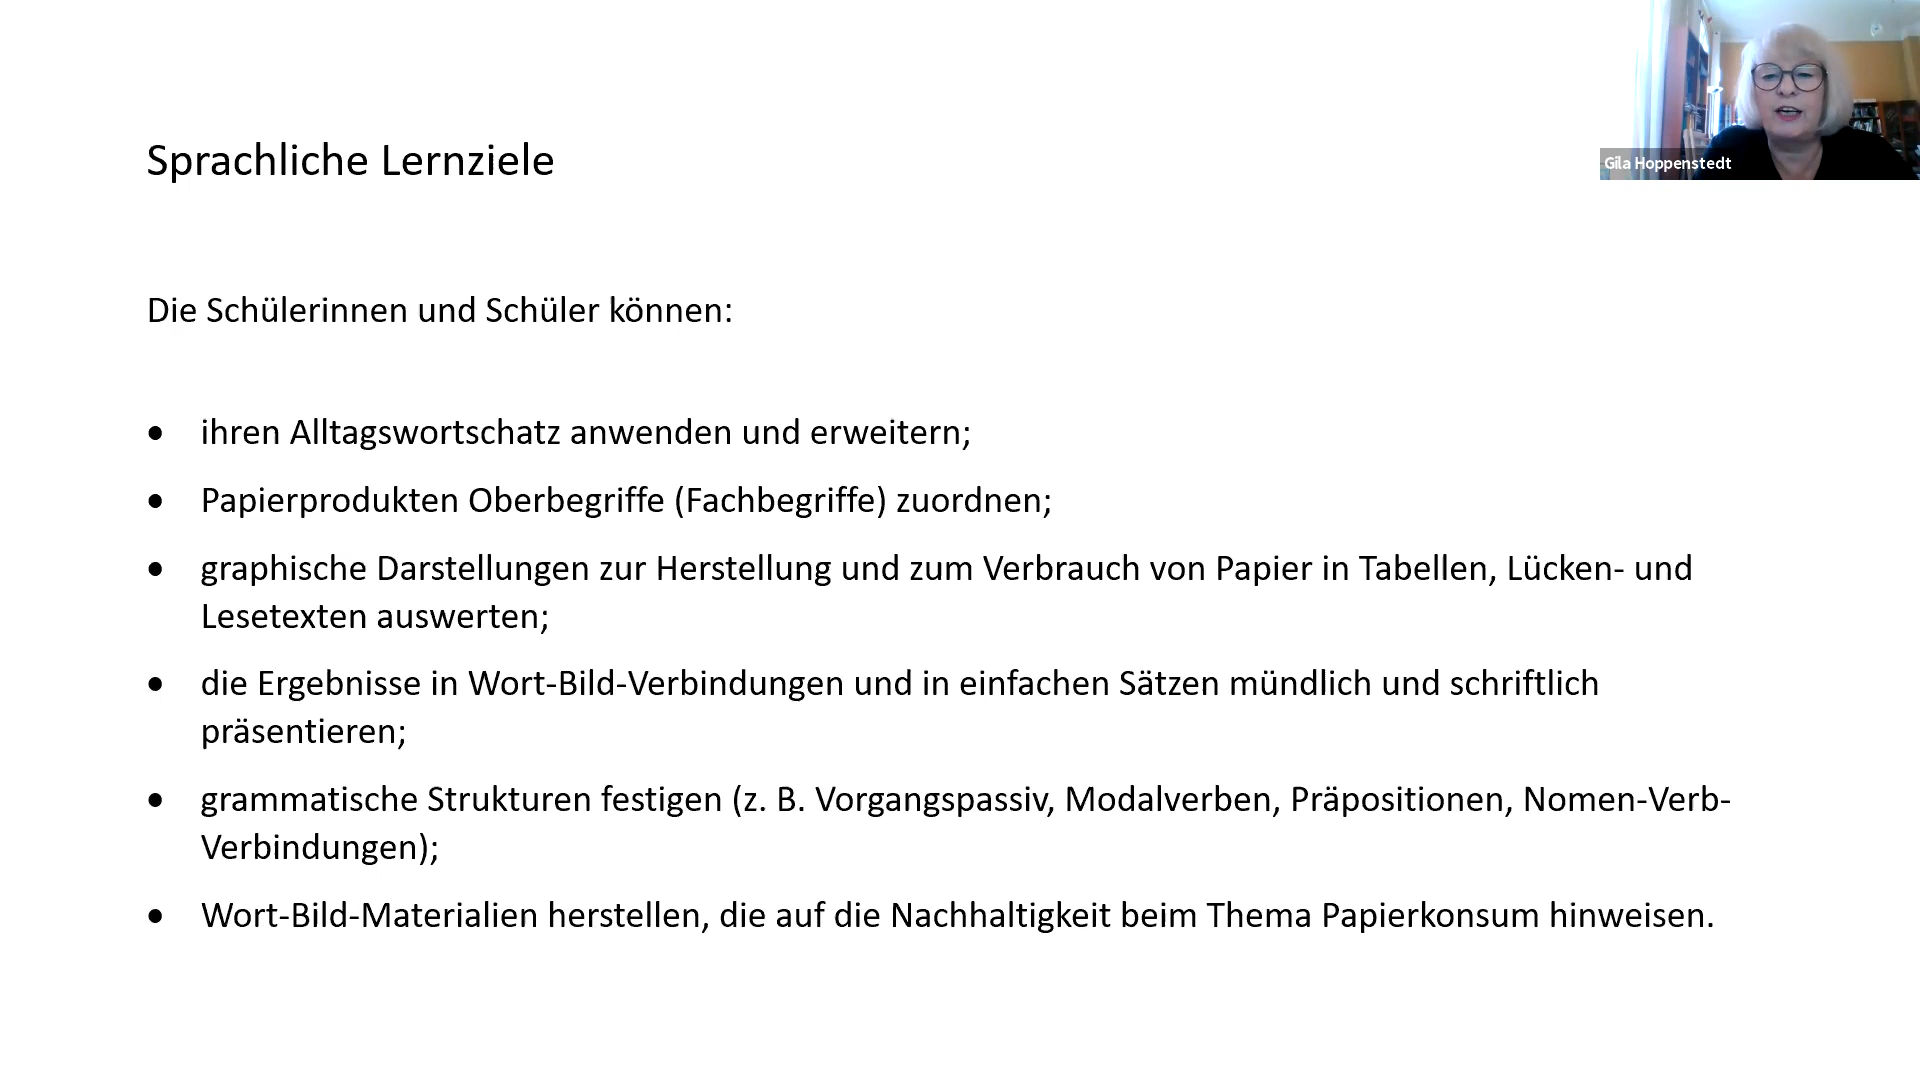 Sprachliche Lernziele
Gila Hoppenstedt
Die Schülerinnen und Schüler können:
• ihren Alltagswortschatz anwenden und erweitern;
• Papierprodukten Oberbegriffe (Fachbegriffe) zuordnen;
• graphische Darstellungen zur Herstellung und zum Verbrauch von Papier in Tabellen, Lücken- und
Lesetexten auswerten;
• die Ergebnisse in Wort-Bild-Verbindungen und in einfachen Sätzen mündlich und schriftlich
präsentieren;
• grammatische Strukturen festigen (z. B. Vorgangspassiv, Modalverben, Präpositionen, Nomen-Verb-
Verbindungen);
• Wort-Bild-Materialien herstellen, die auf die Nachhaltigkeit beim Thema Papierkonsum hinweisen.